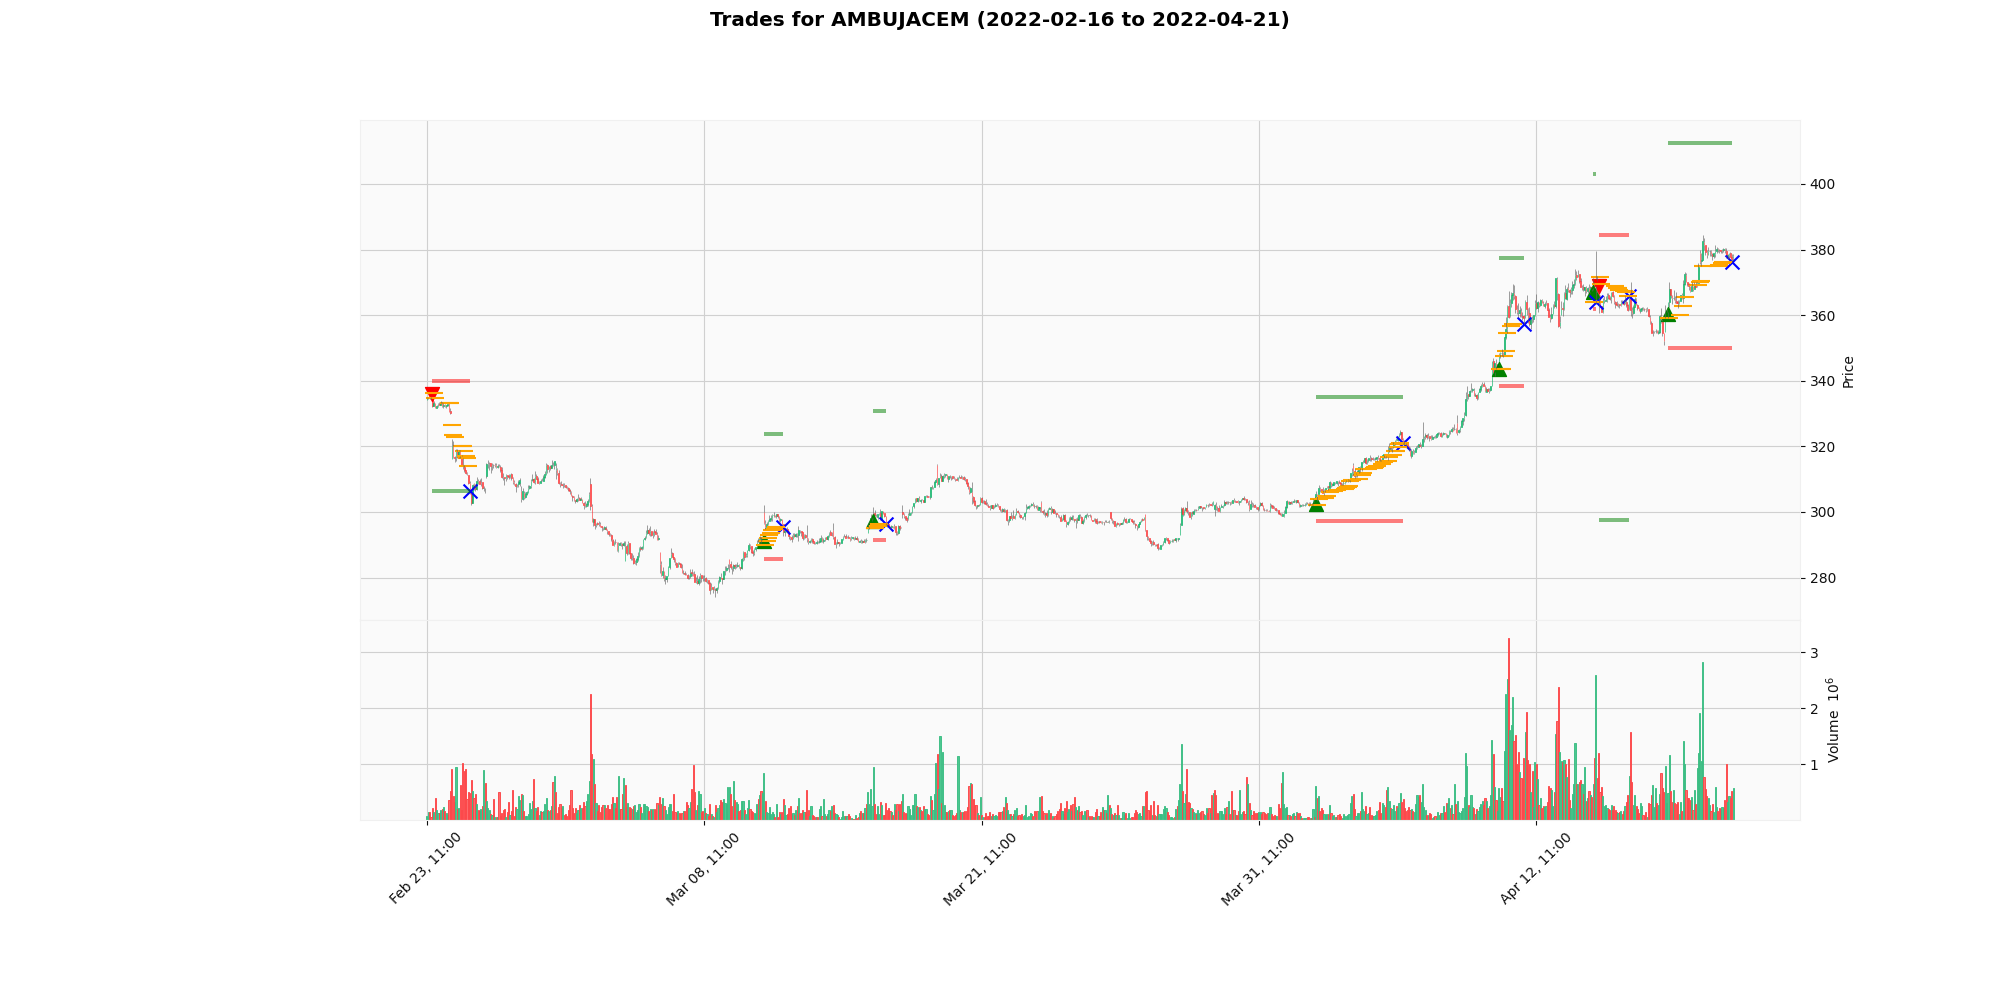 Trades for AMBUJACEM (2022-02-16 to 2022-04-21)
400
380
360
340
320
300
280
Price
3
2
1
Volume 10⁶
Feb 23, 11:00
Mar 08, 11:00
Mar 21, 11:00
Mar 31, 11:00
Apr 12, 11:00